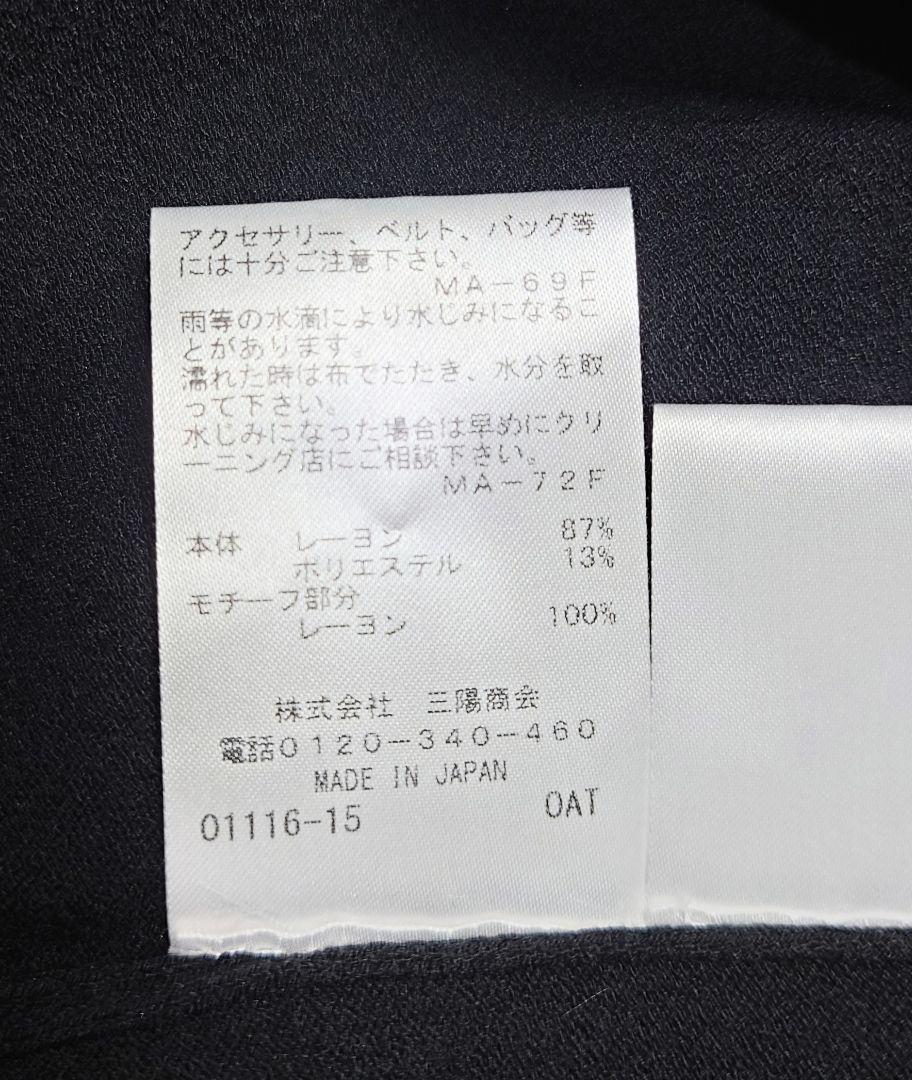 アクセサリー、ベルト、バッグ等
には十分ご注意下さい。
MA-69F
雨等の水滴により水じみになるこ
とがあります。
濡れた時は布でたたき、水分を取
って下さい。
水じみになった場合は早めにクリ
ーニング店にご相談下さい。
MA-72F
本体 レーヨン 87%
ポリエステル 13%
モチーフ部分
レーヨン 100%
株式会社 三陽商会
電話0120-340-460
MADE IN JAPAN
01116-15 OAT